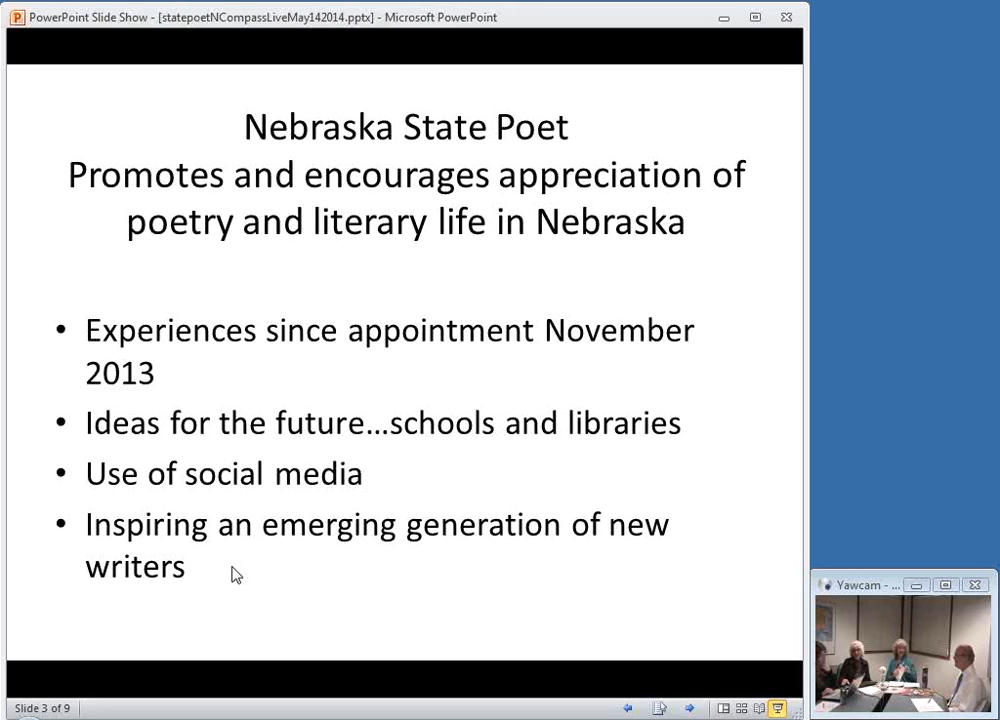 PowerPoint Slide Show - [statepoetNCompassLiveMay142014.pptx] - Microsoft PowerPoint
Nebraska State Poet
Promotes and encourages appreciation of
poetry and literary life in Nebraska
• Experiences since appointment November
2013
• Ideas for the future...schools and libraries
• Use of social media
• Inspiring an emerging generation of new
writers
Yawcam - ...
Slide 3 of 9